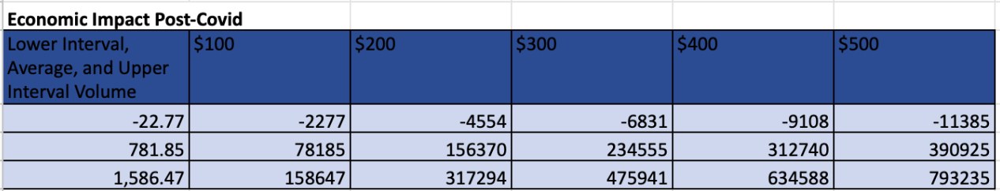 Economic Impact Post-Covid
Lower Interval, $100 $200 $300 $400 $500
Average, and Upper
Interval Volume
-22.77 -2277 -4554 -6831 -9108 -11385
781.85 78185 156370 234555 312740 390925
1,586.47 158647 317294 475941 634588 793235